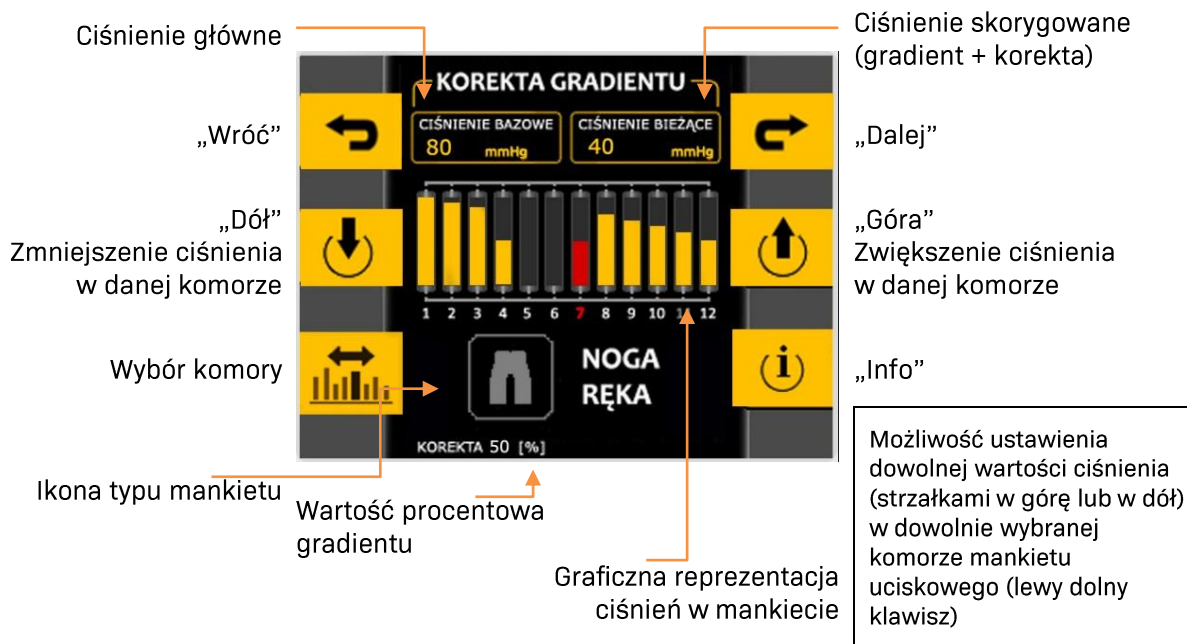 Ciśnienie główne
Ciśnienie skorygowane
(gradient + korekta)
KOREKTA GRADIENTU
„Wróć”
CIŚNIENIE BAZOWE
80 mmHg
CIŚNIENIE BIEŻĄCE
40 mmHg
„Dalej”
„Dół”
Zmniejszenie ciśnienia
w danej komorze
„Góra”
Zwiększenie ciśnienia
w danej komorze
1 2 3 4 5 6 7 8 9 10 11 12
Wybór komory
NOGA
RĘKA
i
„Info”
KOREKTA 50 [%]
Ikona typu mankietu
Wartość procentowa
gradientu
Graficzna reprezentacja
ciśnień w mankiecie
Możliwość ustawienia
dowolnej wartości ciśnienia
(strzałkami w górę lub w dół)
w dowolnie wybranej
komorze mankietu
uciskowego (lewy dolny
klawisz)